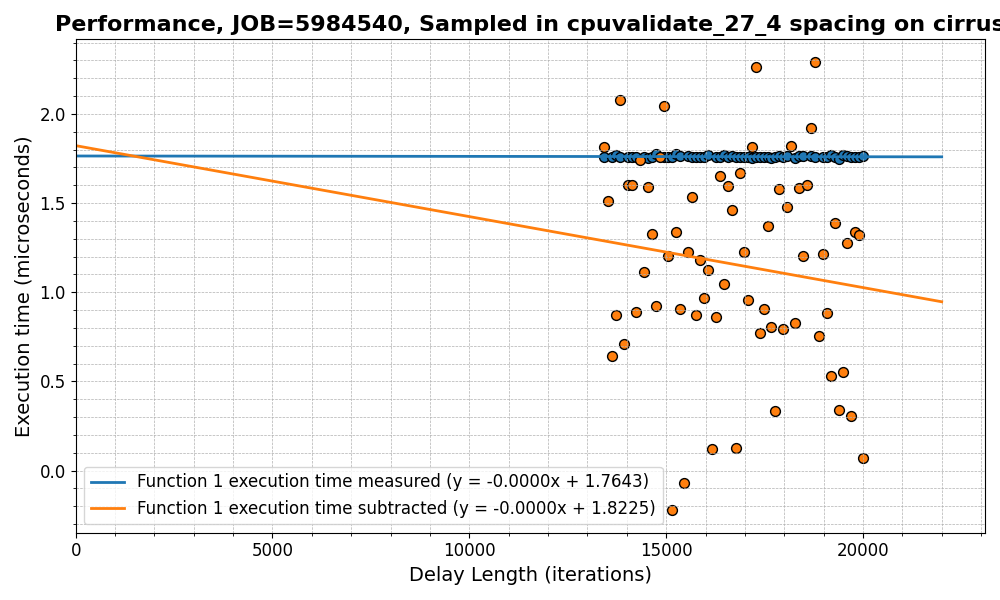 Performance, JOB=5984540, Sampled in cpuvalidate_27_4 spacing on cirrus
Execution time (microseconds)
2.0
1.5
1.0
0.5
0.0
Function 1 execution time measured (y = -0.0000x + 1.7643)
Function 1 execution time subtracted (y = -0.0000x + 1.8225)
0 5000 10000 15000 20000
Delay Length (iterations)